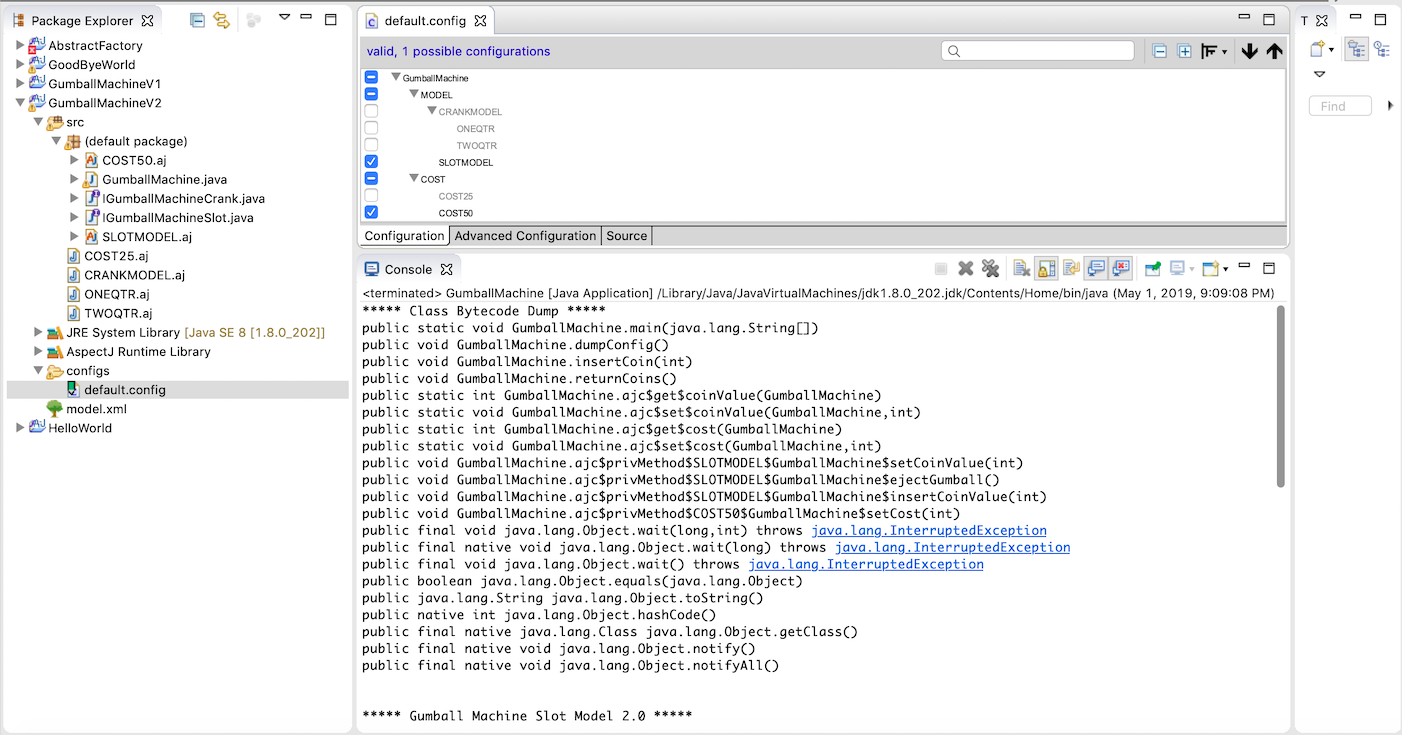 Package Explorer
AbstractFactory
GoodByeWorld
GumballMachineV1
GumballMachineV2
src
(default package)
COST50.aj
GumballMachine.java
IGumballMachineCrank.java
IGumballMachineSlot.java
SLOTMODEL.aj
COST25.aj
CRANKMODEL.aj
ONEQTR.aj
TWOQTR.aj
JRE System Library [Java SE 8 [1.8.0_202]]
AspectJ Runtime Library
configs
default.config
model.xml
HelloWorld
default.config
valid, 1 possible configurations
GumballMachine
MODEL
CRANKMODEL
ONEQTR
TWOQTR
SLOTMODEL
COST
COST25
COST50
Configuration Advanced Configuration Source
Console
<terminated> GumballMachine [Java Application] /Library/Java/JavaVirtualMachines/jdk1.8.0_202.jdk/Contents/Home/bin/java (May 1, 2019, 9:09:08 PM)
***** Class Bytecode Dump *****
public static void GumballMachine.main(java.lang.String[])
public void GumballMachine.dumpConfig()
public void GumballMachine.insertCoin(int)
public void GumballMachine.returnCoins()
public static int GumballMachine.ajc$get$coinValue(GumballMachine)
public static void GumballMachine.ajc$set$coinValue(GumballMachine,int)
public static int GumballMachine.ajc$get$cost(GumballMachine)
public static void GumballMachine.ajc$set$cost(GumballMachine,int)
public void GumballMachine.ajc$privMethod$SLOTMODEL$GumballMachine$setCoinValue(int)
public void GumballMachine.ajc$privMethod$SLOTMODEL$GumballMachine$ejectGumball()
public void GumballMachine.ajc$privMethod$SLOTMODEL$GumballMachine$insertCoinValue(int)
public void GumballMachine.ajc$privMethod$COST50$GumballMachine$setCost(int)
public final void java.lang.Object.wait(long,int) throws java.lang.InterruptedException
public final native void java.lang.Object.wait(long) throws java.lang.InterruptedException
public final void java.lang.Object.wait() throws java.lang.InterruptedException
public boolean java.lang.Object.equals(java.lang.Object)
public java.lang.String java.lang.Object.toString()
public native int java.lang.Object.hashCode()
public final native java.lang.Class java.lang.Object.getClass()
public final native void java.lang.Object.notify()
public final native void java.lang.Object.notifyAll()
***** Gumball Machine Slot Model 2.0 *****
T
Find